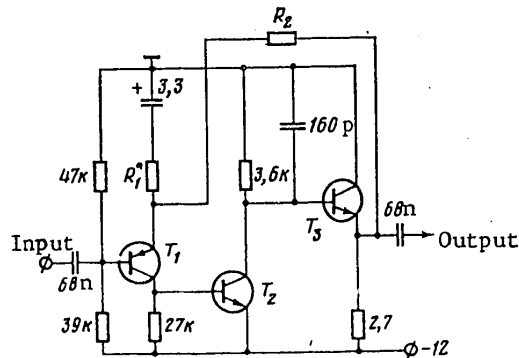 R₂
+
3,3
160 p
47к
R₁*
3,6к
T₃
68n
Input
Output
T₁
68n
T₂
39к
27к
2,7
-12